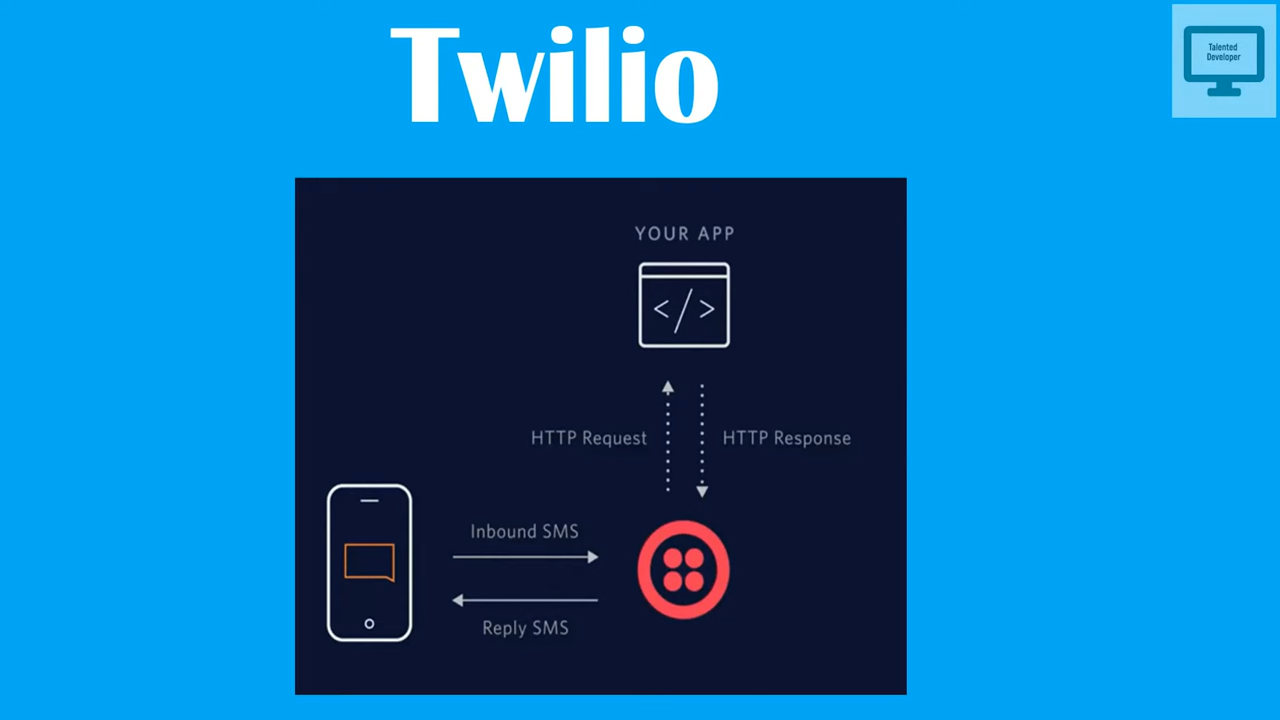 Twilio
Talented
Developer
YOUR APP
</>
HTTP Request
HTTP Response
Inbound SMS
Reply SMS